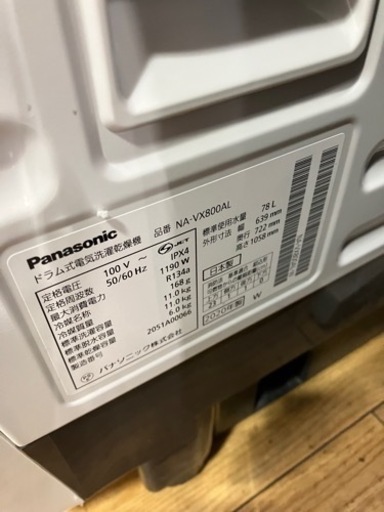 Panasonic
ドラム式電気洗濯乾燥機
品番 NA-VX800AL
定格電圧 100 V
定格周波数 50/60 Hz
最大消費電力 1190 W
冷媒名称 R134a
冷媒質量 168 g
標準洗濯容量 11.0 kg
標準脱水容量 11.0 kg
標準乾燥容量 6.0 kg
製造番号 2051A00066
パナソニック株式会社
JET
IPX4
標準使用水量 78 L
外形寸法 幅 639 mm
奥行 722 mm
高さ 1058 mm
日本製
2020年製
W